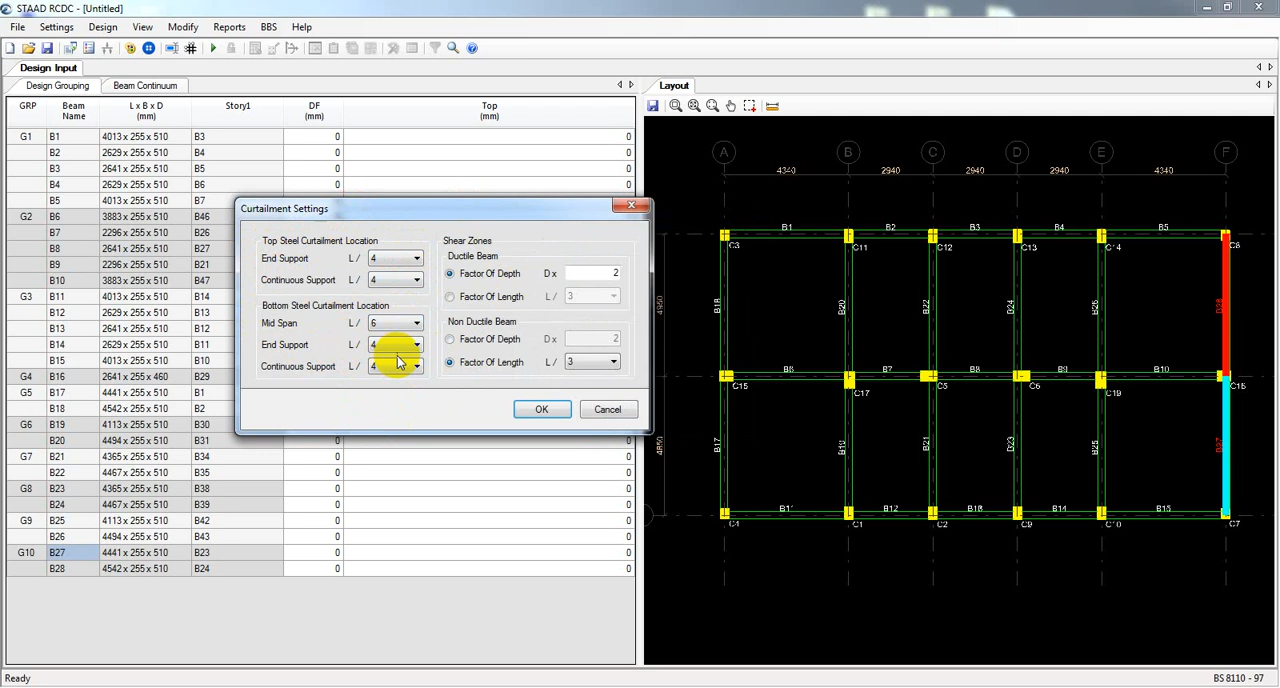 STAAD RCDC - [Untitled]
File Settings Design View Modify Reports BBS Help
Design Input
Design Grouping Beam Continuum
GRP Beam Name L x B x D (mm) Story1 DF (mm) Top (mm)
G1 B1 4013 x 255 x 510 B3 0 0
B2 2629 x 255 x 510 B4 0 0
B3 2641 x 255 x 510 B5 0 0
B4 2629 x 255 x 510 B6 0 0
B5 4013 x 255 x 510 B7
G2 B6 3883 x 255 x 510 B46
B7 2296 x 255 x 510 B26
B8 2641 x 255 x 510 B27
B9 2296 x 255 x 510 B21
B10 3883 x 255 x 510 B47
G3 B11 4013 x 255 x 510 B14
B12 2629 x 255 x 510 B13
B13 2641 x 255 x 510 B12
B14 2629 x 255 x 510 B11
B15 4013 x 255 x 510 B10
G4 B16 2641 x 255 x 460 B29
G5 B17 4441 x 255 x 510 B1
B18 4542 x 255 x 510 B2
G6 B19 4113 x 255 x 510 B30
B20 4494 x 255 x 510 B31 0 0
G7 B21 4365 x 255 x 510 B34 0 0
B22 4467 x 255 x 510 B35 0 0
G8 B23 4365 x 255 x 510 B38 0 0
B24 4467 x 255 x 510 B39 0 0
G9 B25 4113 x 255 x 510 B42 0 0
B26 4494 x 255 x 510 B43 0 0
G10 B27 4441 x 255 x 510 B23 0 0
B28 4542 x 255 x 510 B24 0 0
Curtailment Settings
Top Steel Curtailment Location
End Support L / 4
Continuous Support L / 4
Bottom Steel Curtailment Location
Mid Span L / 6
End Support L / 4
Continuous Support L / 4
Shear Zones
Ductile Beam
Factor Of Depth D x 2
Factor Of Length L / 3
Non Ductile Beam
Factor Of Depth D x 2
Factor Of Length L / 3
OK Cancel
Layout
A B C D E F
4340 2940 2940 2940 4340
B1 B2 B3 B4 B5
C3 C11 C12 C13 C14
B18 B20 B22 B24
B6 B7 B8 B9 B10
C15 C17 C5 C6 C19 C16
B17 B21 B23 B25
B12 B14
C1 C2 C9 C10 C7
Ready BS 8110 - 97